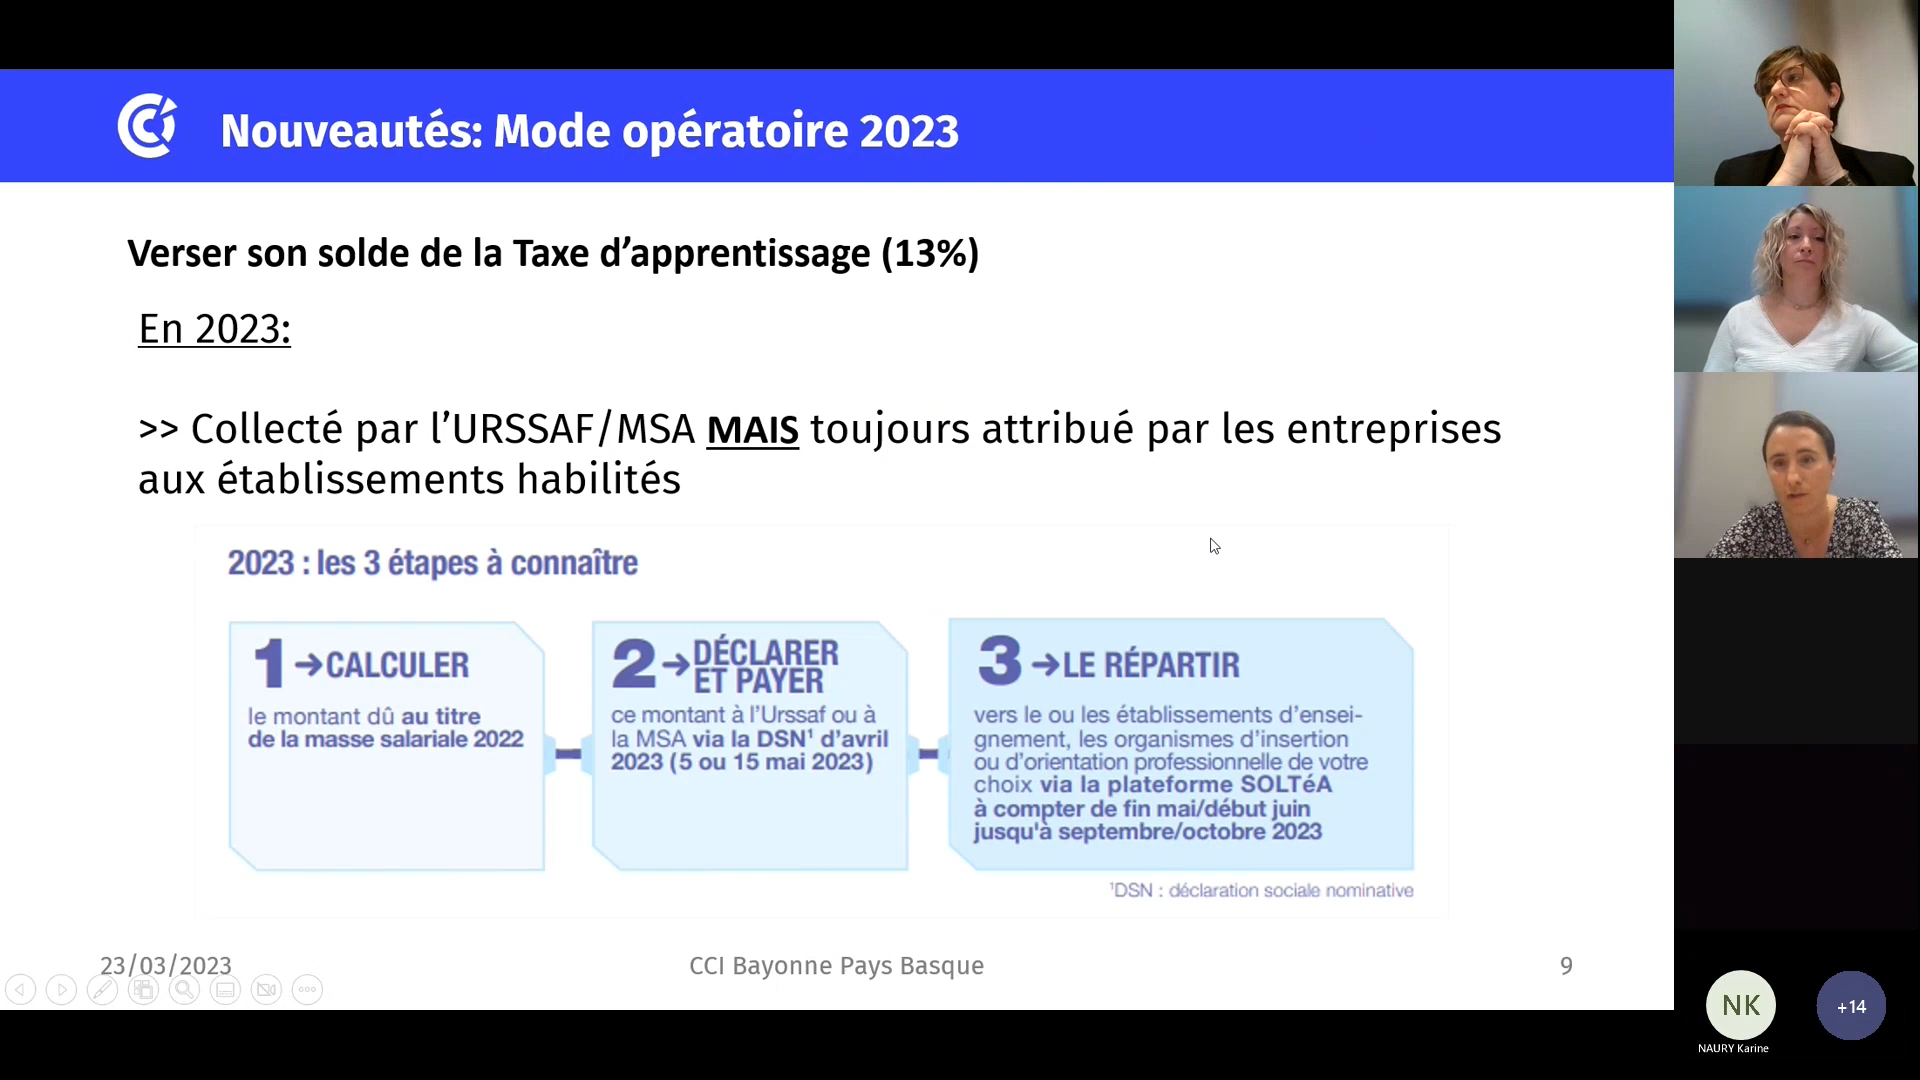 Nouveautés: Mode opératoire 2023
Verser son solde de la Taxe d’apprentissage (13%)
En 2023:
>> Collecté par l’URSSAF/MSA MAIS toujours attribué par les entreprises
aux établissements habilités
2023 : les 3 étapes à connaître
1 → CALCULER
le montant dû au titre
de la masse salariale 2022
2 → DÉCLARER
ET PAYER
ce montant à l’Urssaf ou à
la MSA via la DSN¹ d’avril
2023 (5 ou 15 mai 2023)
3 → LE RÉPARTIR
vers le ou les établissements d’ensei-
gnement, les organismes d’insertion
ou d’orientation professionnelle de votre
choix via la plateforme SOLTéA
à compter de fin mai/début juin
jusqu'à septembre/octobre 2023
¹DSN : déclaration sociale nominative
23/03/2023
CCI Bayonne Pays Basque
9
NK
+14
NAURY Karine